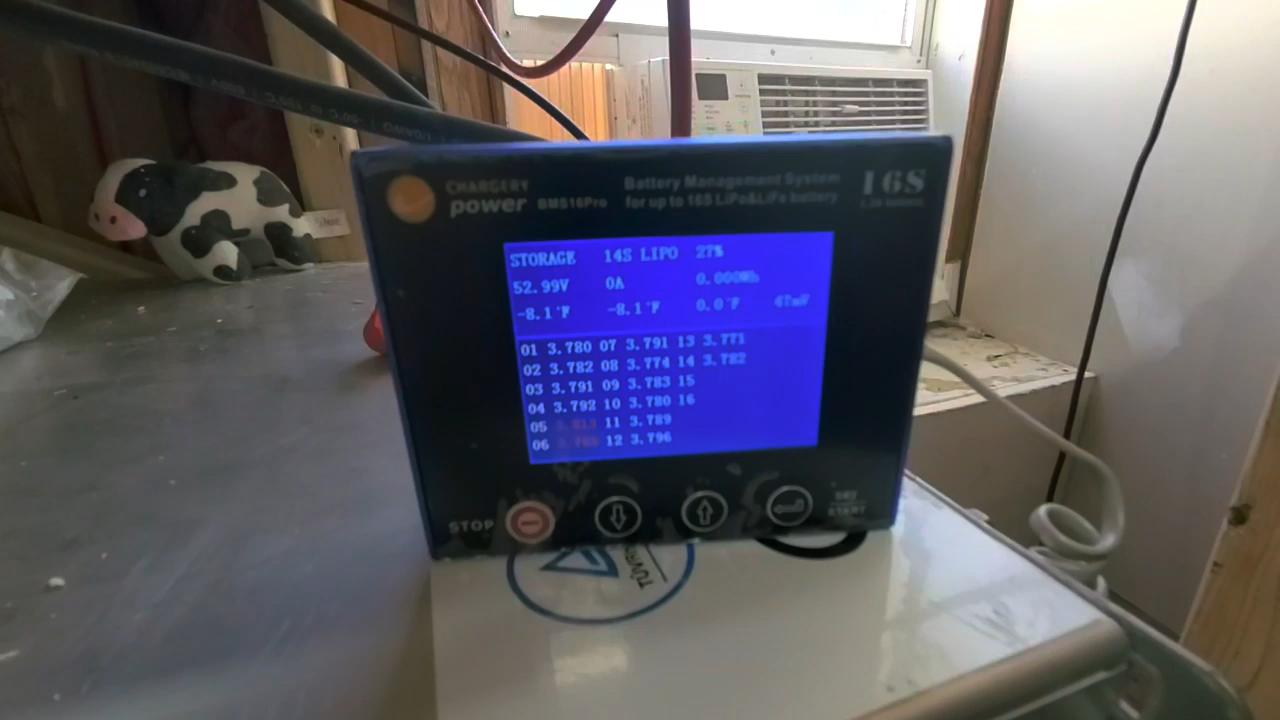 CHARGERY
power BMS16Pro
Battery Management System
for up to 16S LiPo&LiFe battery
16S
STORAGE 14S LIPO 27%
52.99V 0A 0.000Wh
-8.1°F -8.1°F 0.0°F
01 3.780 07 3.791 13 3.771
02 3.782 08 3.774 14 3.782
03 3.791 09 3.783 15
04 3.792 10 3.780 16
05 11 3.789
06 12 3.796
STOP
START